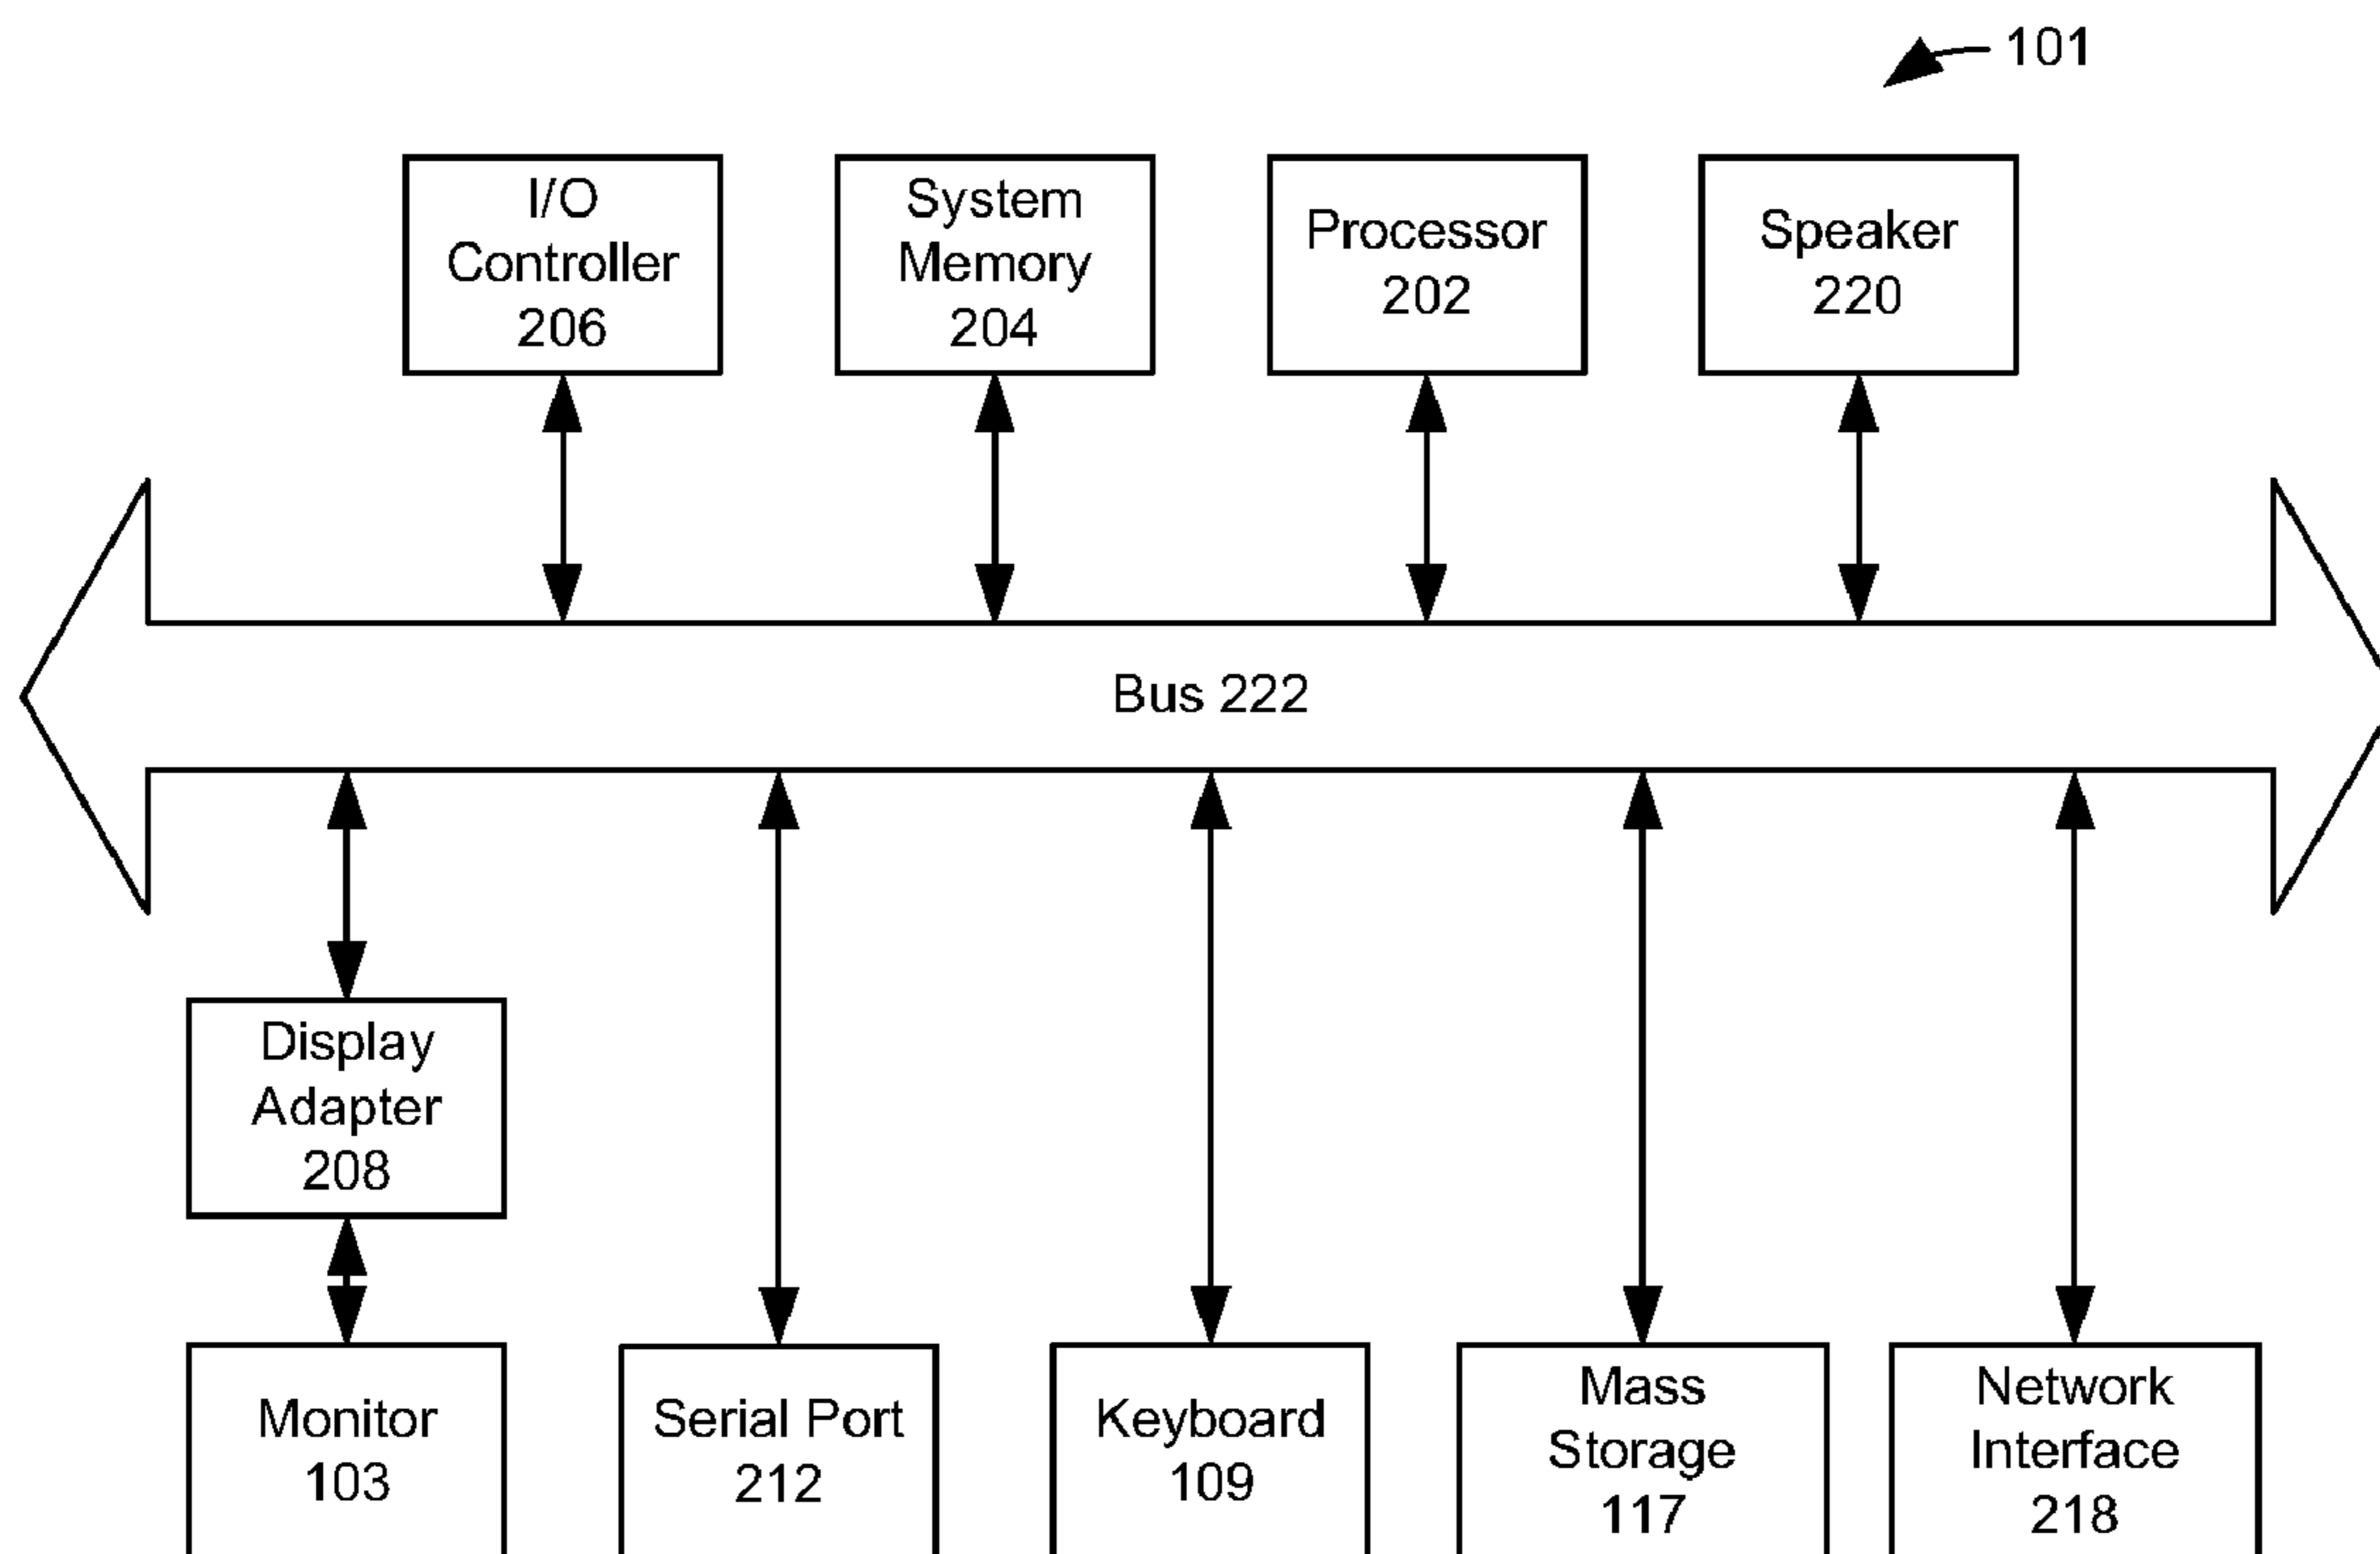 101
I/O
Controller
206
System
Memory
204
Processor
202
Speaker
220
Bus 222
Display
Adapter
208
Monitor
103
Serial Port
212
Keyboard
109
Mass
Storage
117
Network
Interface
218